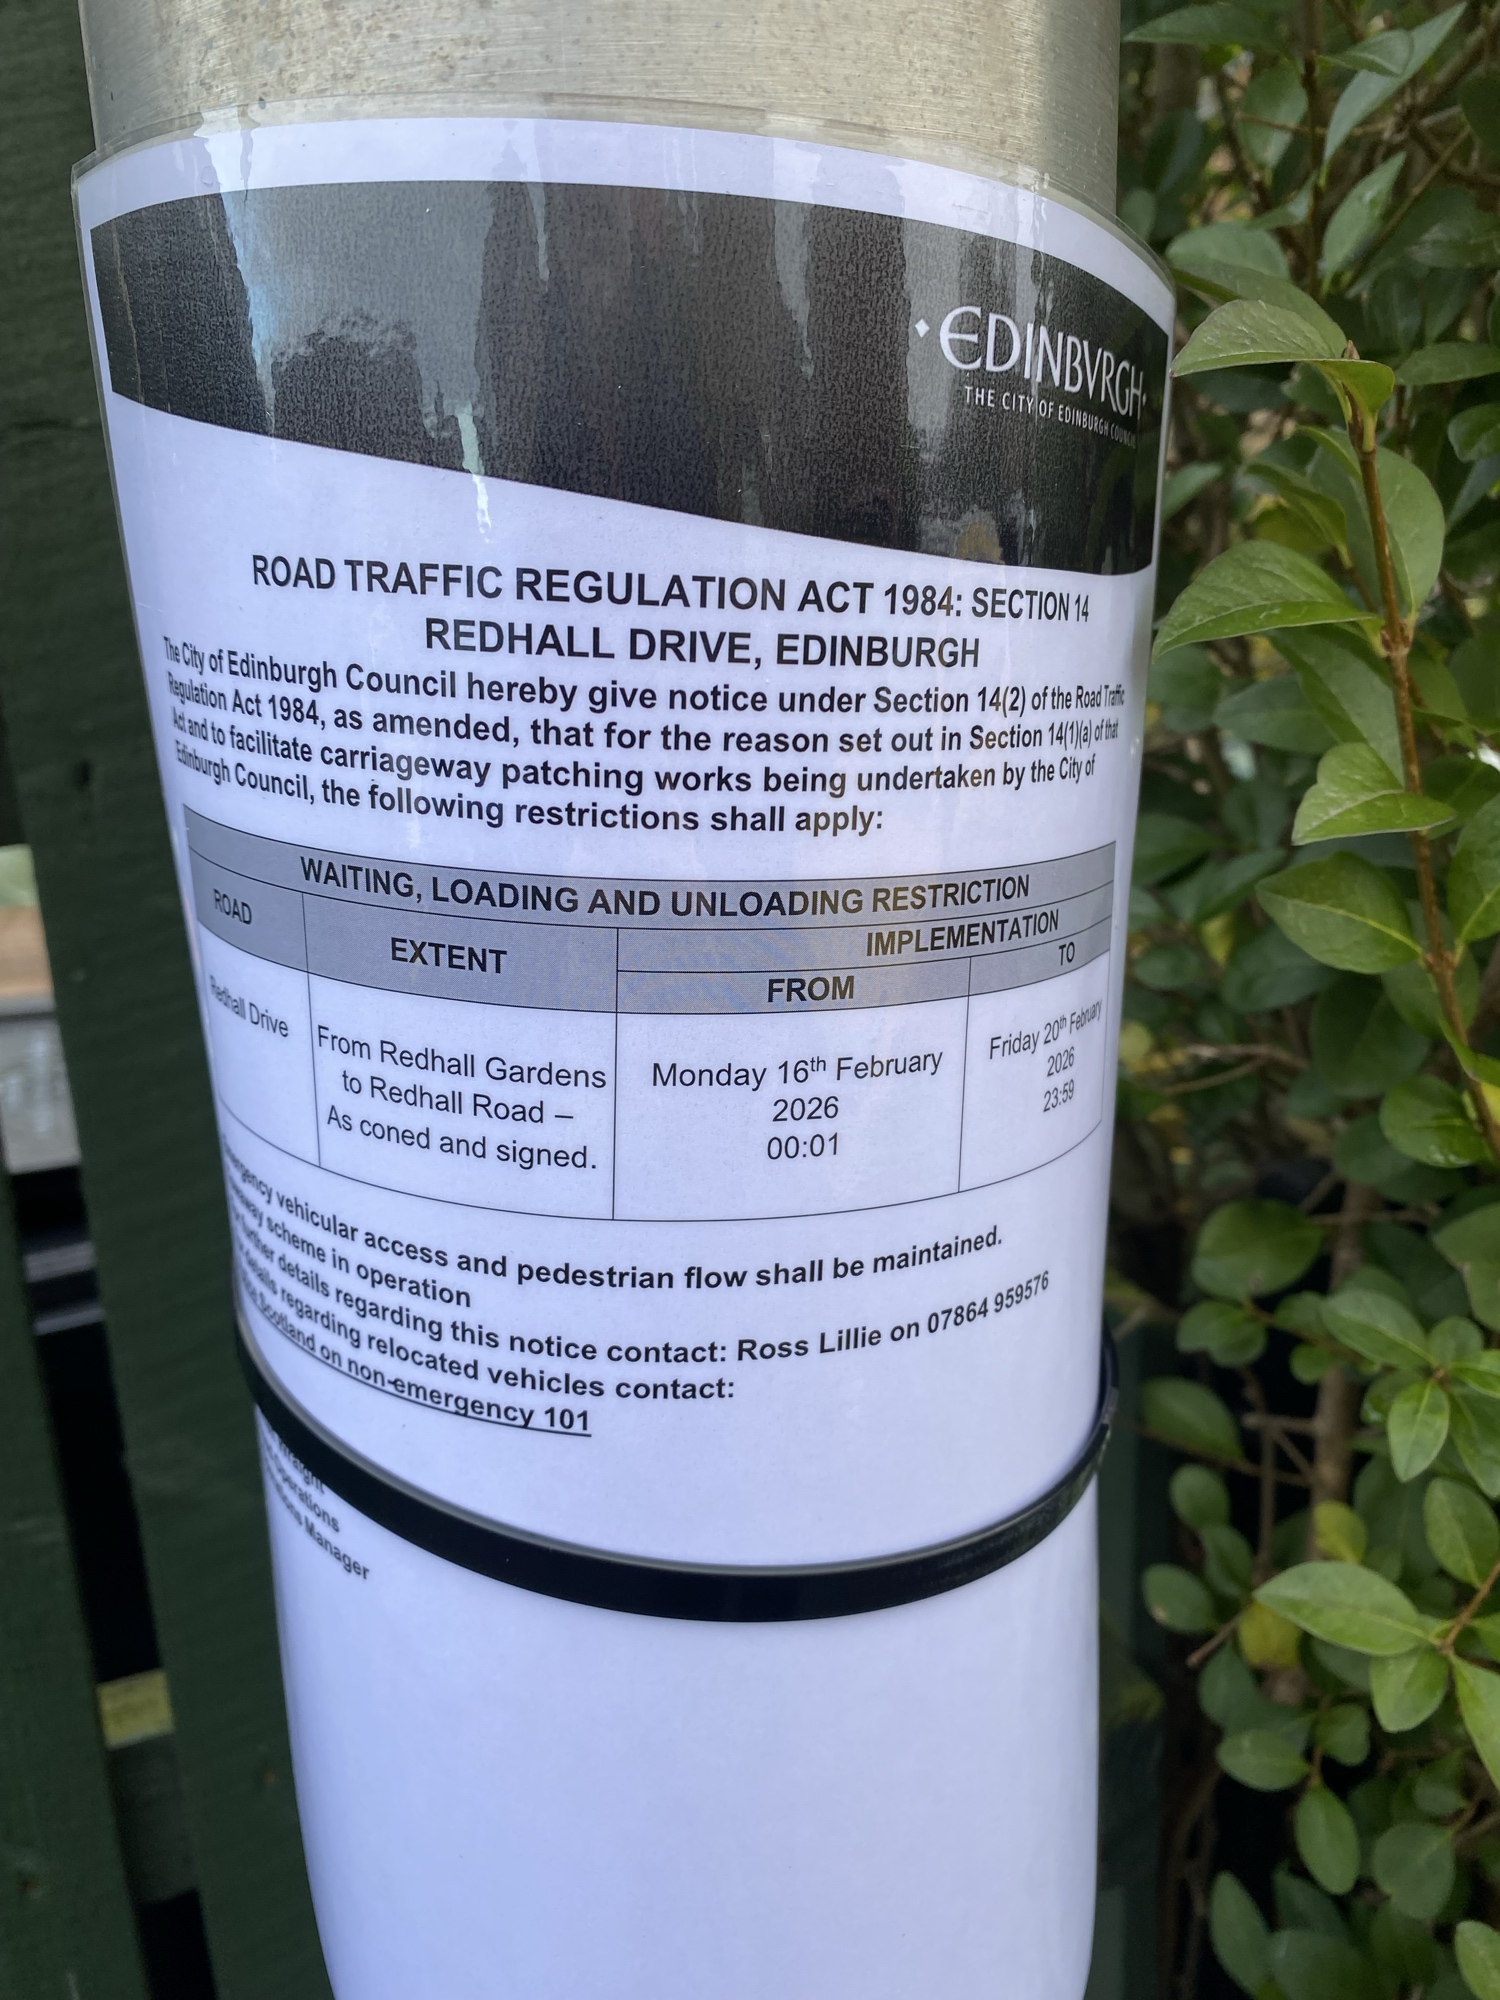 EDINBVRGH
THE CITY OF EDINBURGH COUNCIL
ROAD TRAFFIC REGULATION ACT 1984: SECTION 14
REDHALL DRIVE, EDINBURGH
The City of Edinburgh Council hereby give notice under Section 14(2) of the Road Traffic
Regulation Act 1984, as amended, that for the reason set out in Section 14(1)(a) of that
Act and to facilitate carriageway patching works being undertaken by the City of
Edinburgh Council, the following restrictions shall apply:
WAITING, LOADING AND UNLOADING RESTRICTION
ROAD
EXTENT
IMPLEMENTATION
FROM
TO
Redhall Drive
From Redhall Gardens
to Redhall Road –
As coned and signed.
Monday 16th February
2026
00:01
Friday 20th February
2026
23:59
vehicular access and pedestrian flow shall be maintained.
scheme in operation
further details regarding this notice contact: Ross Lillie on 07864 959576
details regarding relocated vehicles contact:
Scotland on non-emergency 101
Operations
Manager